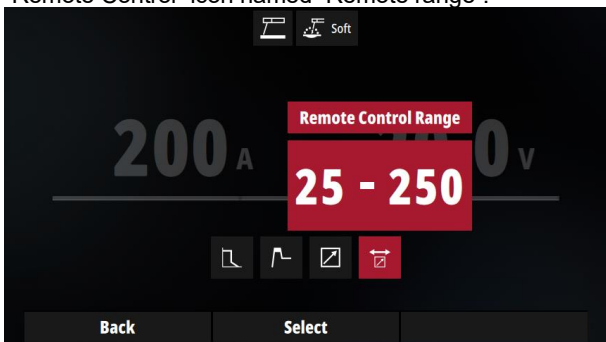 "Remote Control" icon named "Remote range".
Soft
Remote Control Range
200 A
V
25 - 250
Back Select